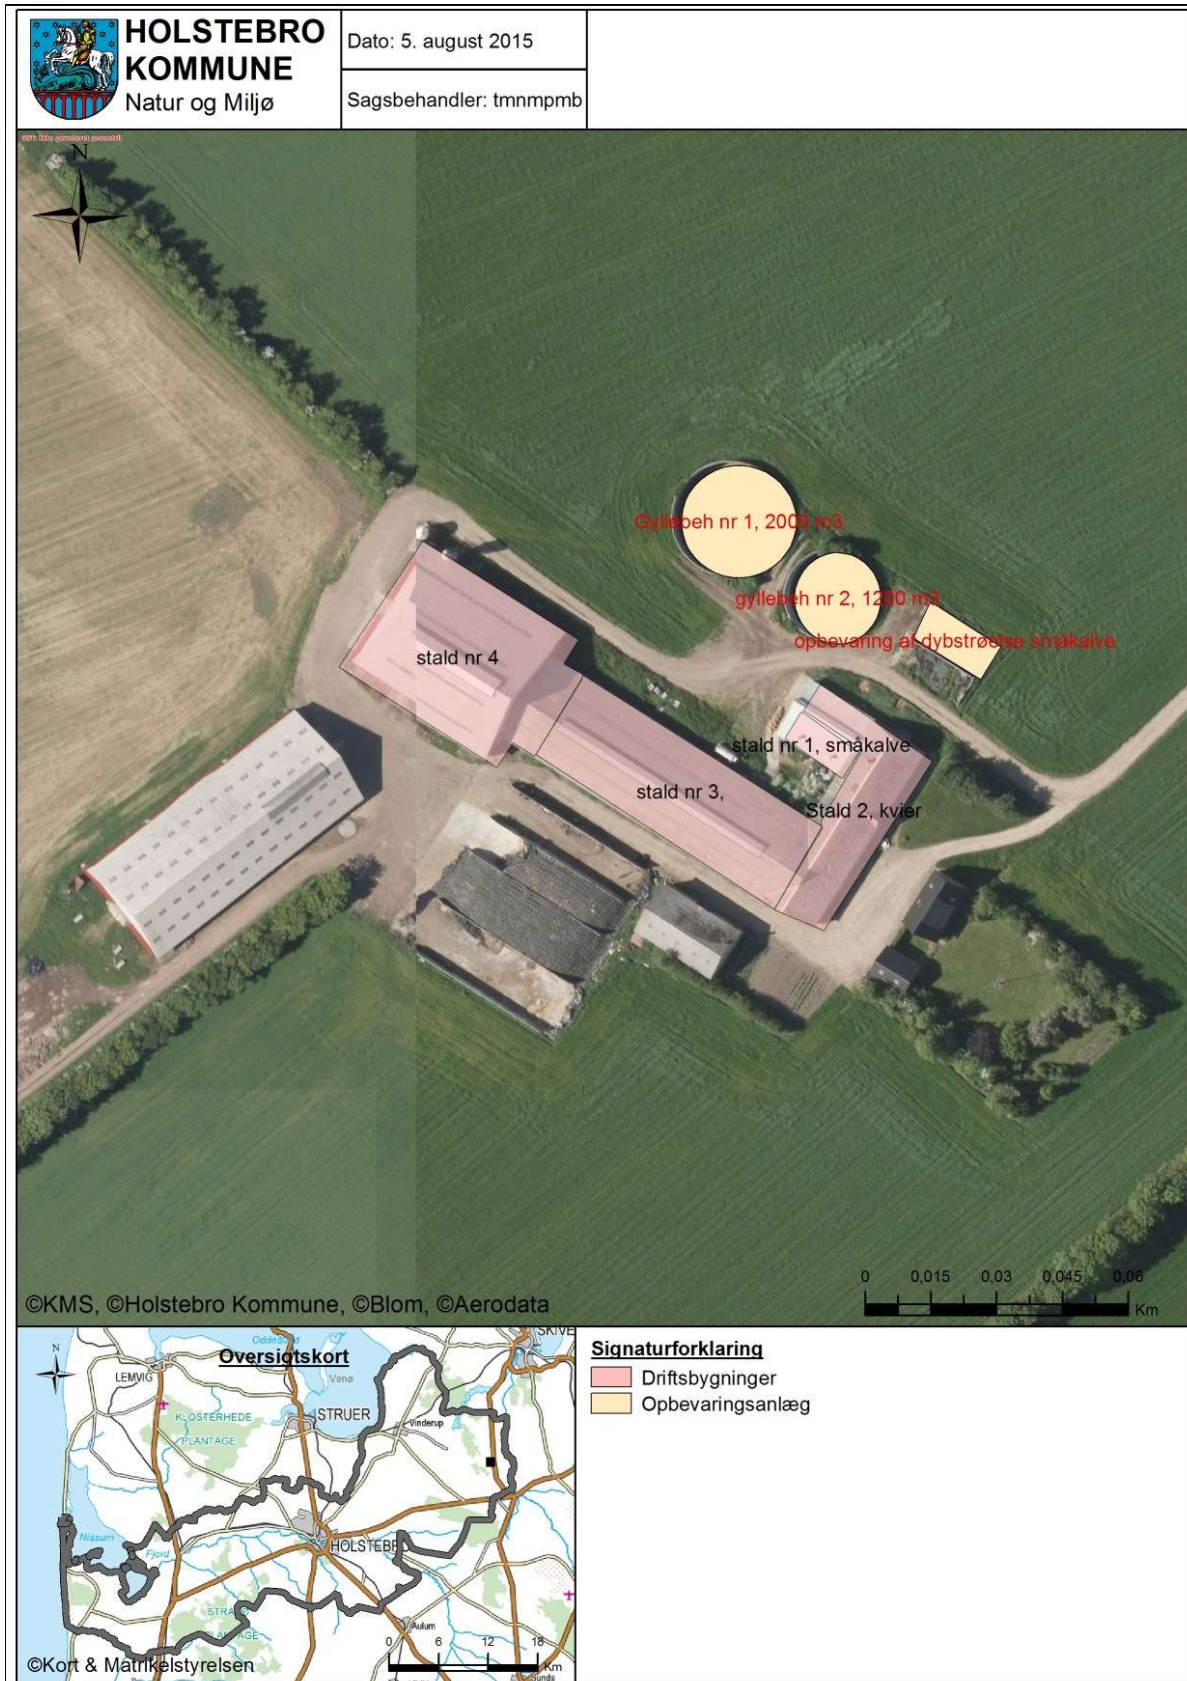 HOLSTEBRO
KOMMUNE
Natur og Miljø
Dato: 5. august 2015
Sagsbehandler: tmnmpmb
N
Gyllebeh nr 1, 2000 m3
gyllebeh nr 2, 1200 m3
opbevaring af dybstrøelse småkalve
stald nr 4
stald nr 1, småkalve
stald nr 3,
Stald 2, kvier
0 0,015 0,03 0,045 0,06
Km
©KMS, ©Holstebro Kommune, ©Blom, ©Aerodata
Oversigtskort
N
Oddesund
SKIVE
LEMVIG
Venø
KLOSTERHEDE
PLANTAGE
STRUER
Vinderup
Nissum
Fjord
HOLSTEBR
Aulum
0 6 12 18
Km
Sunds
©Kort & Matrikelstyrelsen
Signaturforklaring
Driftsbygninger
Opbevaringsanlæg